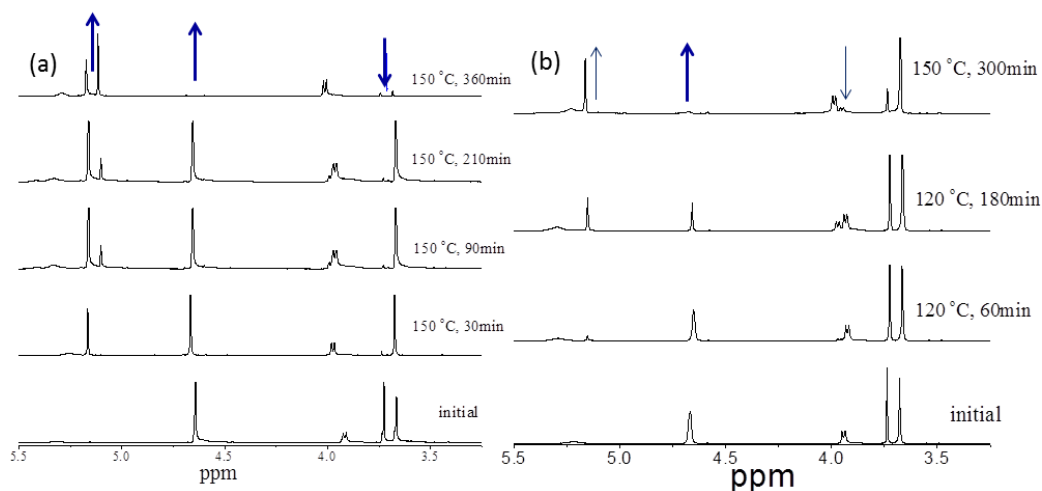 (a)
150 °C, 360min
150 °C, 210min
150 °C, 90min
150 °C, 30min
initial
5.5 5.0 4.5 4.0 3.5
ppm
(b)
150 °C, 300min
120 °C, 180min
120 °C, 60min
initial
5.5 5.0 4.5 4.0 3.5
ppm